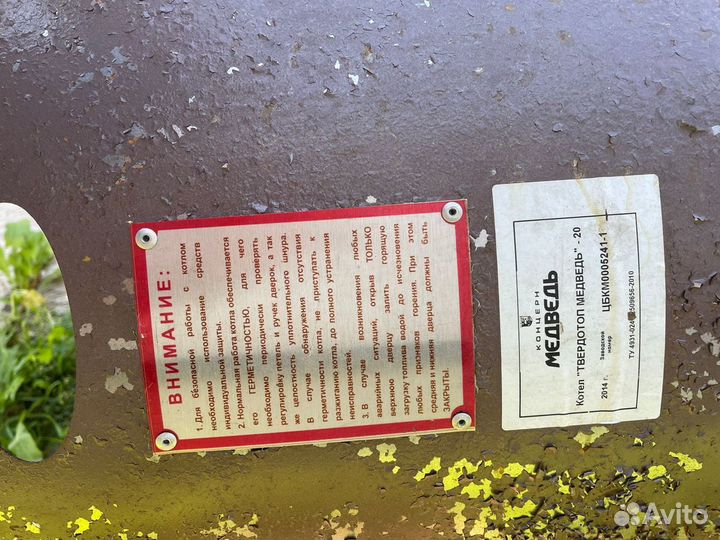 ВНИМАНИЕ:
1. Для безопасной работы с котлом
необходимо использование средств
индивидуальной защиты.
2. Нормальная работа котла обеспечивается
его ГЕРМЕТИЧНОСТЬЮ, для чего
необходимо периодически проверять
регулировку петель и ручек дверок, а так
же целостность уплотнительного шнура.
В случае обнаружения отсутствия
герметичности котла, не приступать к
разжиганию котла, до полного устранения
неисправностей.
3. В случае возникновения любых
аварийных ситуаций, открыв ТОЛЬКО
верхнюю дверцу залить горящую
загрузку топлива водой до исчезновения
любых признаков горения. При этом
средняя и нижняя дверца должны быть
ЗАКРЫТЫ.
КОНЦЕРН
МЕДВЕДЬ
Котел "ТВЕРДОТОП МЕДВЕДЬ" - 20
2014 г.
Заводской
номер
ЦБКМ0005241-1
ТУ
Avito